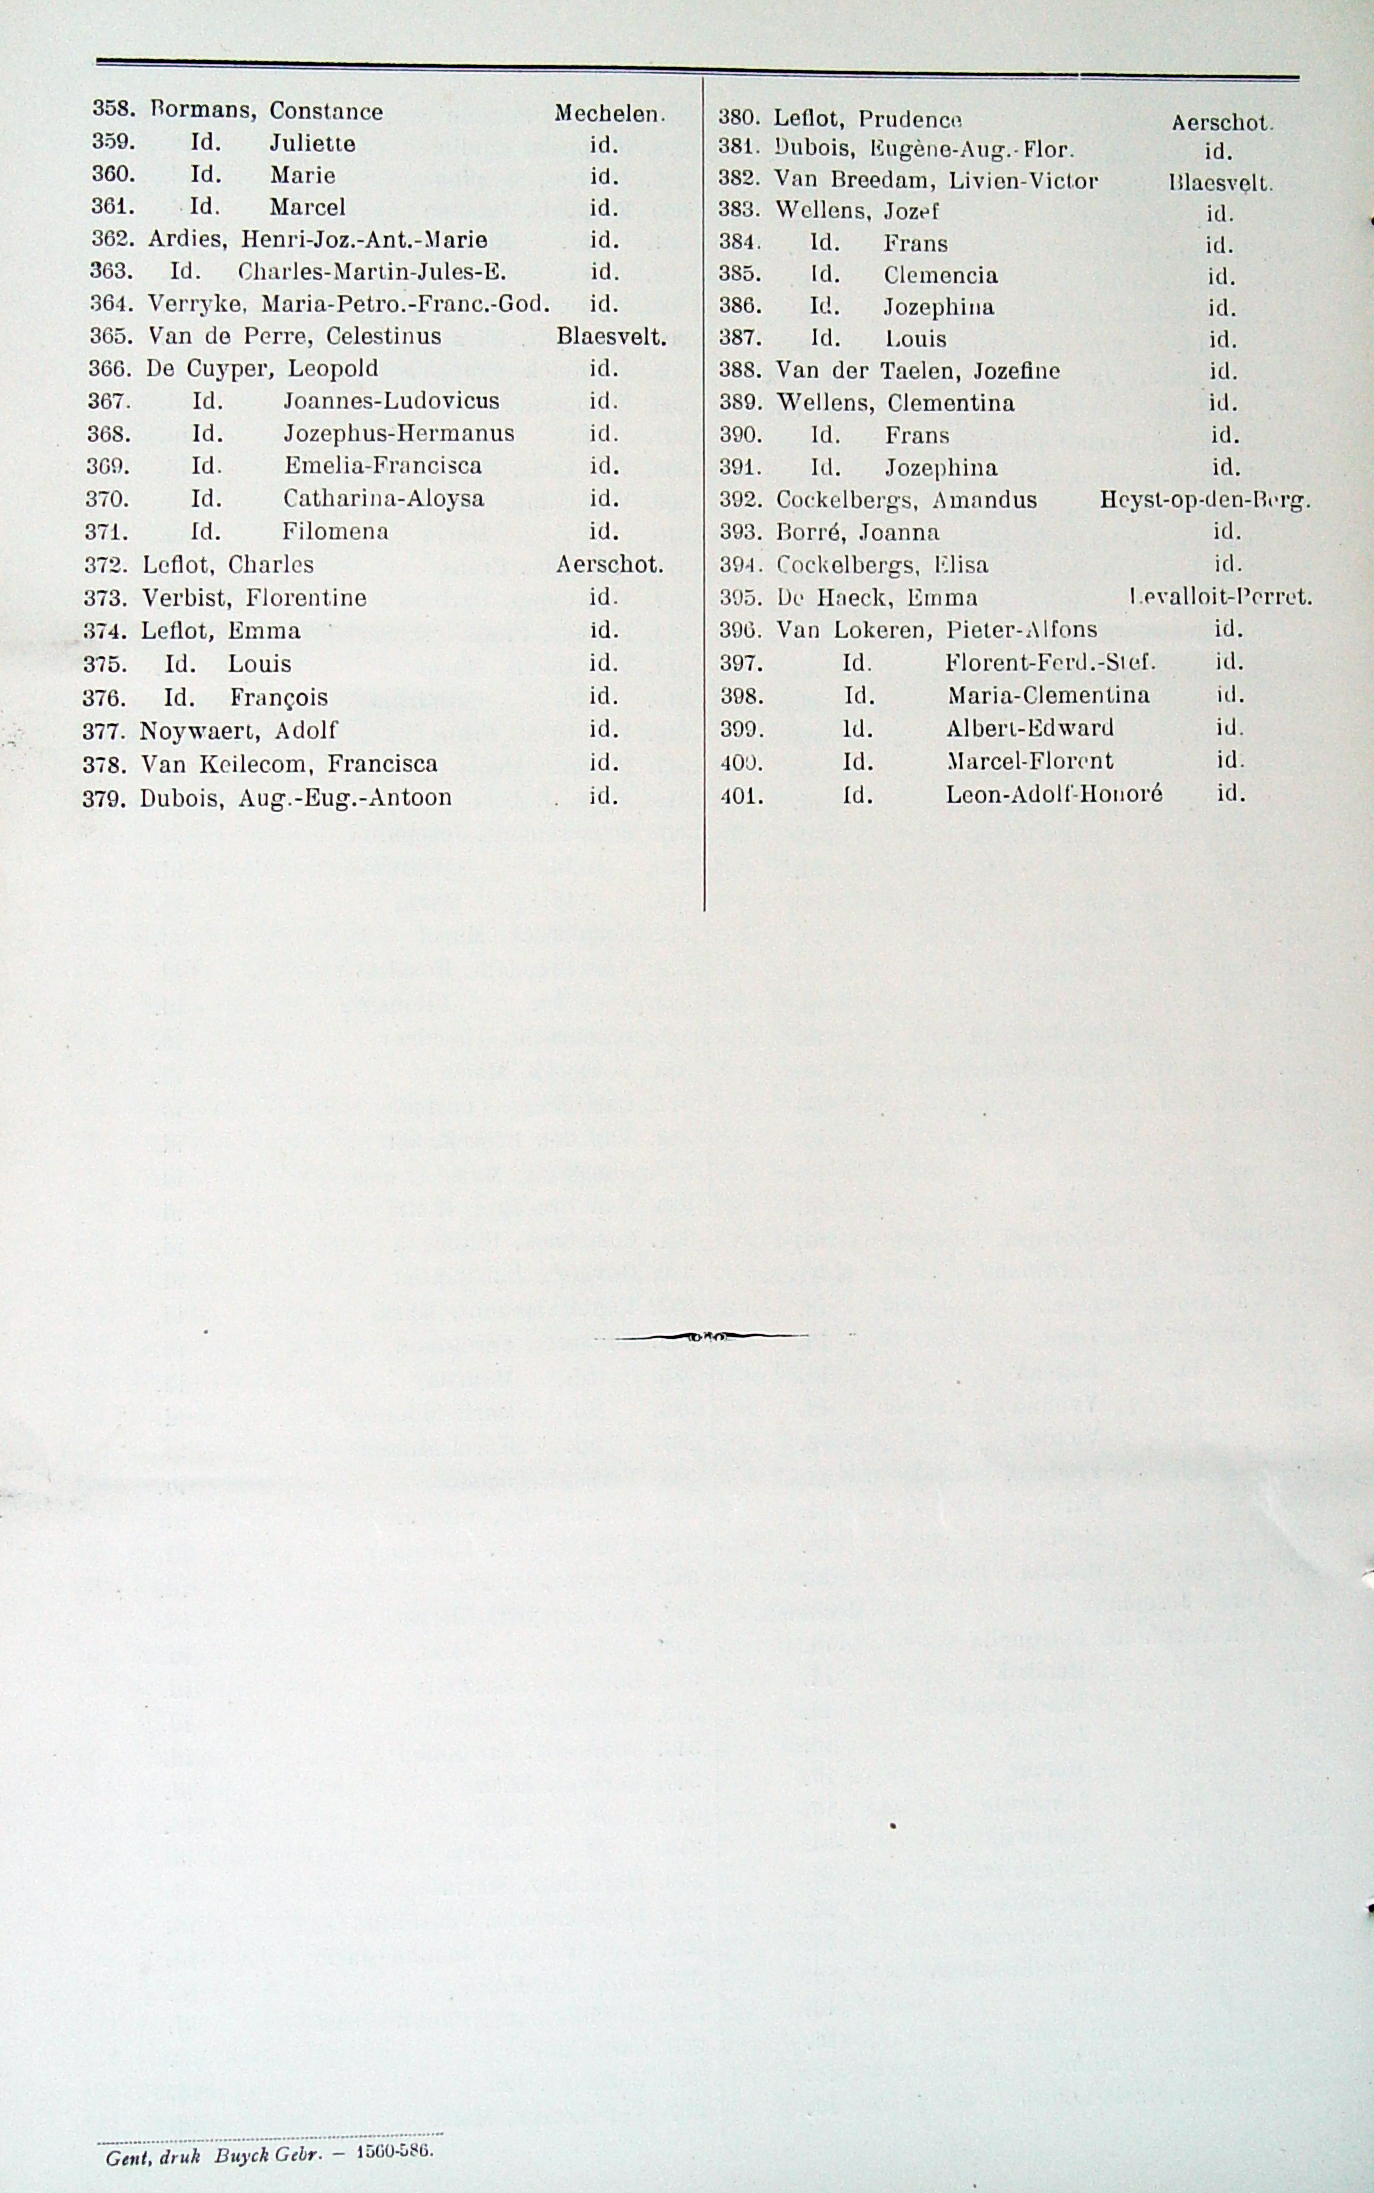 358. Bormans, Constance Mechelen.
359. Id. Juliette id.
360. Id. Marie id.
361. Id. Marcel id.
362. Ardies, Henri-Joz.-Ant.-Marie id.
363. Id. Charles-Martin-Jules-E. id.
364. Verryke, Maria-Petro.-Franc.-God. id.
365. Van de Perre, Celestinus Blaesvelt.
366. De Cuyper, Leopold id.
367. Id. Joannes-Ludovicus id.
368. Id. Jozephus-Hermanus id.
369. Id. Emelia-Francisca id.
370. Id. Catharina-Aloysa id.
371. Id. Filomena id.
372. Leflot, Charles Aerschot.
373. Verbist, Florentine id.
374. Leflot, Emma id.
375. Id. Louis id.
376. Id. François id.
377. Noywaert, Adolf id.
378. Van Keilecom, Francisca id.
379. Dubois, Aug.-Eug.-Antoon id.
380. Leflot, Prudence Aerschot.
381. Dubois, Eugène-Aug.-Flor. id.
382. Van Breedam, Livien-Victor Blaesvelt.
383. Wellens, Jozef id.
384. Id. Frans id.
385. Id. Clemencia id.
386. Id. Jozephina id.
387. Id. Louis id.
388. Van der Taelen, Jozefine id.
389. Wellens, Clementina id.
390. Id. Frans id.
391. Id. Jozephina id.
392. Cockelbergs, Amandus Heyst-op-den-Berg.
393. Borré, Joanna id.
394. Cockelbergs, Elisa id.
395. De Haeck, Emma Levalloit-Perret.
396. Van Lokeren, Pieter-Alfons id.
397. Id. Florent-Ferd.-Stef. id.
398. Id. Maria-Clementina id.
399. Id. Albert-Edward id.
400. Id. Marcel-Florent id.
401. Id. Leon-Adolf-Honoré id.
Gent, druk Buyck Gebr. — 1560-586.